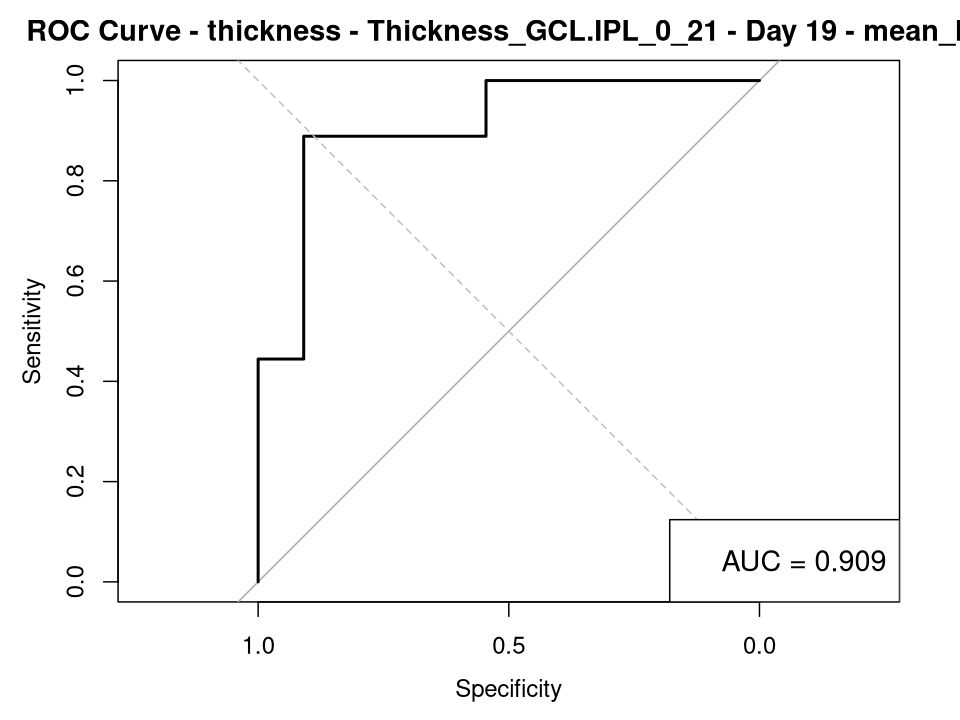 ROC Curve - thickness - Thickness_GCL.IPL_0_21 - Day 19 - mean_
1.0
0.8
0.6
0.4
0.2
0.0
Sensitivity
AUC = 0.909
1.0 0.5 0.0
Specificity